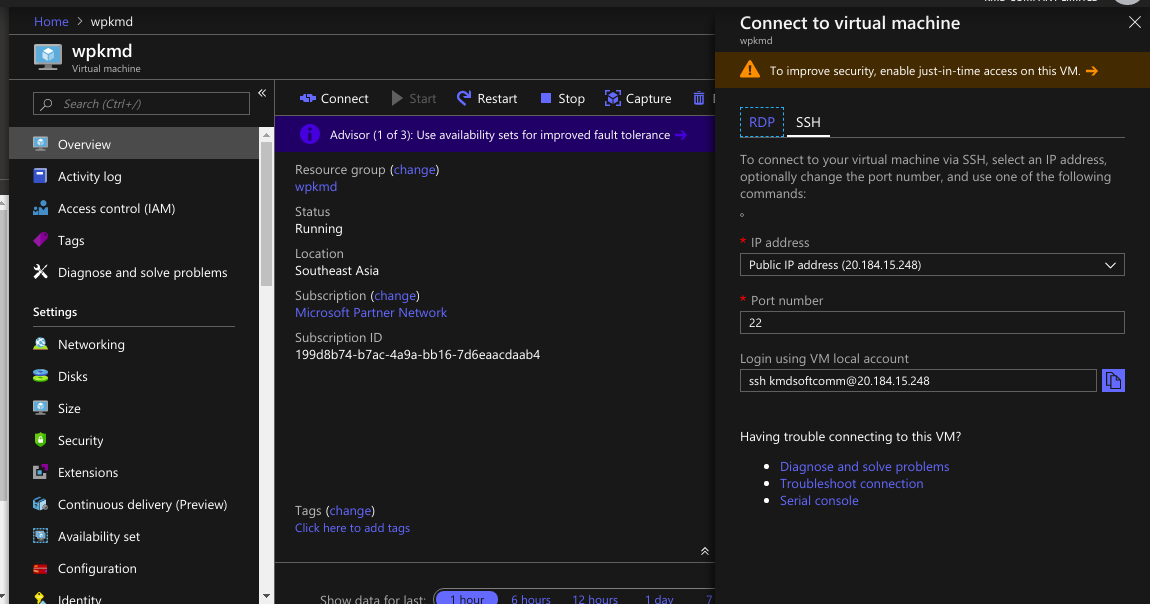 Home > wpkmd
wpkmd
Virtual machine
Search (Ctrl+/)
«
Overview
Activity log
Access control (IAM)
Tags
Diagnose and solve problems
Settings
Networking
Disks
Size
Security
Extensions
Continuous delivery (Preview)
Availability set
Configuration
Identity
Connect
Start
Restart
Stop
Capture
Advisor (1 of 3): Use availability sets for improved fault tolerance →
Resource group (change)
wpkmd
Status
Running
Location
Southeast Asia
Subscription (change)
Microsoft Partner Network
Subscription ID
199d8b74-b7ac-4a9a-bb16-7d6eaacdaab4
Tags (change)
Click here to add tags
Show data for last: 1 hour 6 hours 12 hours 1 day 7
Connect to virtual machine
wpkmd
To improve security, enable just-in-time access on this VM. →
RDP SSH
To connect to your virtual machine via SSH, select an IP address,
optionally change the port number, and use one of the following
commands:
* IP address
Public IP address (20.184.15.248)
* Port number
22
Login using VM local account
ssh kmdsoftcomm@20.184.15.248
Having trouble connecting to this VM?
• Diagnose and solve problems
• Troubleshoot connection
• Serial console